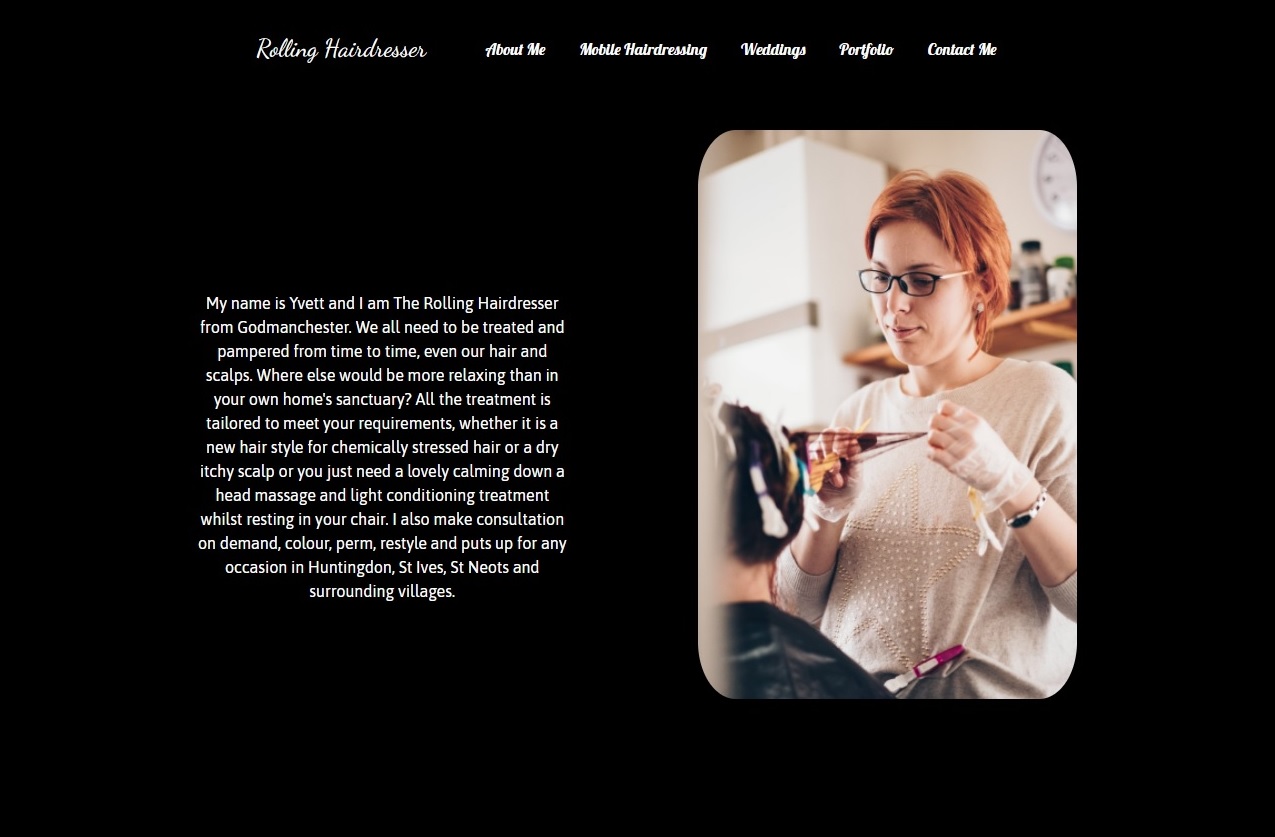 Rolling Hairdresser
About Me
Mobile Hairdressing
Weddings
Portfolio
Contact Me
My name is Yvett and I am The Rolling Hairdresser
from Godmanchester. We all need to be treated and
pampered from time to time, even our hair and
scalps. Where else would be more relaxing than in
your own home's sanctuary? All the treatment is
tailored to meet your requirements, whether it is a
new hair style for chemically stressed hair or a dry
itchy scalp or you just need a lovely calming down a
head massage and light conditioning treatment
whilst resting in your chair. I also make consultation
on demand, colour, perm, restyle and puts up for any
occasion in Huntingdon, St Ives, St Neots and
surrounding villages.